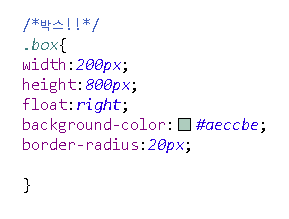 /*박스!!*/
.box{
width:200px;
height:800px;
float:right;
background-color: #aeccbe;
border-radius:20px;
}